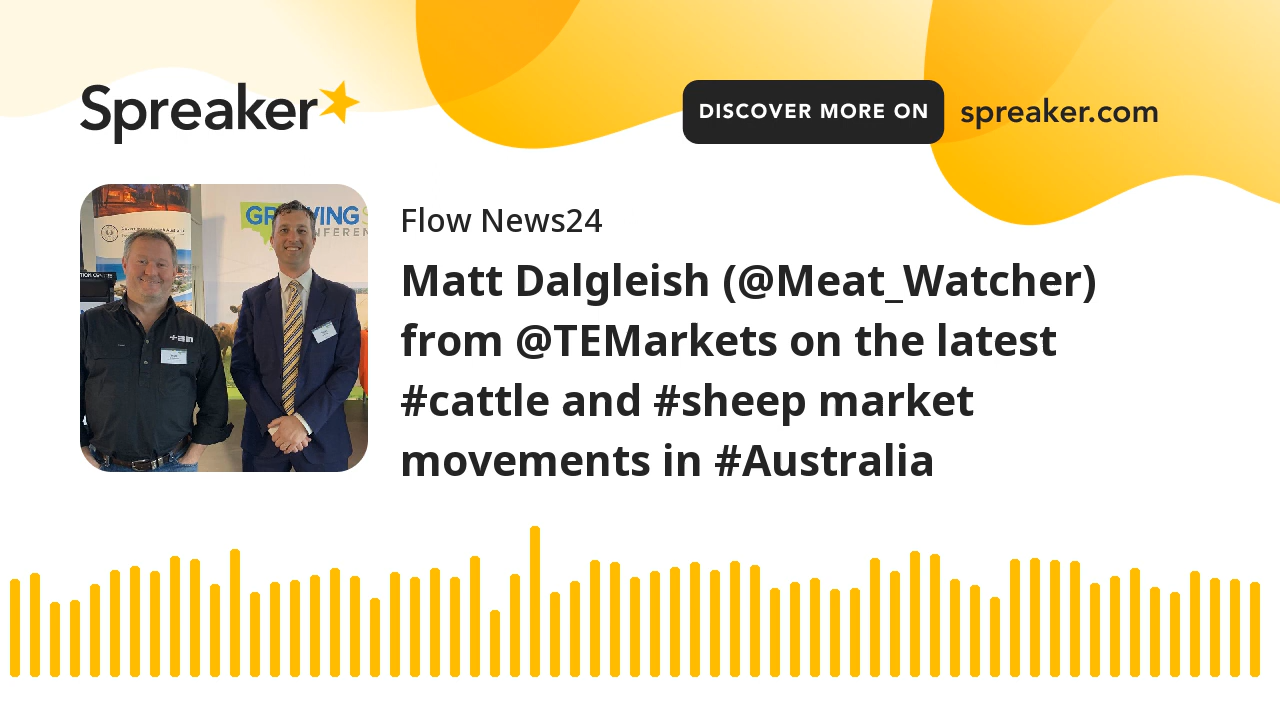 Spreaker
DISCOVER MORE ON
spreaker.com
Flow News24
Matt Dalgleish (@Meat_Watcher)
from @TEMarkets on the latest
#cattle and #sheep market
movements in #Australia